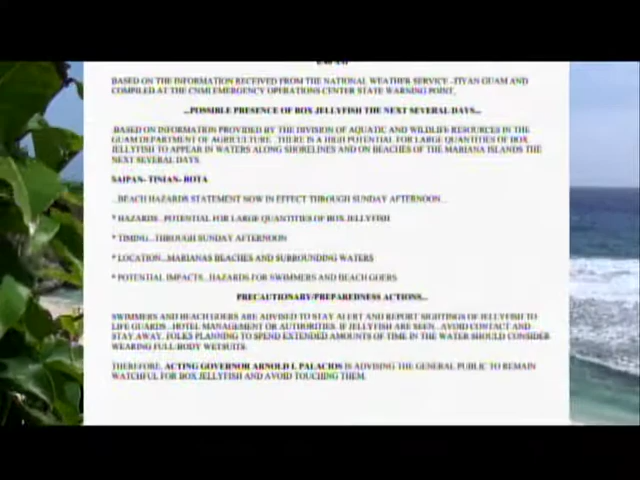 BASED ON THE INFORMATION RECEIVED FROM THE NATIONAL WEATHER SERVICE -TIYAN GUAM AND
COMPILED AT THE CNMI EMERGENCY OPERATIONS CENTER STATE WARNING POINT,
...POSSIBLE PRESENCE OF BOX JELLYFISH THE NEXT SEVERAL DAYS...
.BASED ON INFORMATION PROVIDED BY THE DIVISION OF AQUATIC AND WILDLIFE RESOURCES IN THE
GUAM DEPARTMENT OF AGRICULTURE. THERE IS A HIGH POTENTIAL FOR LARGE QUANTITIES OF BOX
JELLYFISH TO APPEAR IN WATERS ALONG SHORELINES AND ON BEACHES OF THE MARIANA ISLANDS THE
NEXT SEVERAL DAYS.
SAIPAN- TINIAN- ROTA
...BEACH HAZARDS STATEMENT NOW IN EFFECT THROUGH SUNDAY AFTERNOON...
* HAZARDS...POTENTIAL FOR LARGE QUANTITIES OF BOX JELLYFISH
* TIMING...THROUGH SUNDAY AFTERNOON
* LOCATION...MARIANAS BEACHES AND SURROUNDING WATERS
* POTENTIAL IMPACTS...HAZARDS FOR SWIMMERS AND BEACH GOERS
PRECAUTIONARY/PREPAREDNESS ACTIONS...
SWIMMERS AND BEACH GOERS ARE ADVISED TO STAY ALERT AND REPORT SIGHTINGS OF JELLYFISH TO
LIFE GUARDS...HOTEL MANAGEMENT OR AUTHORITIES. IF JELLYFISH ARE SEEN...AVOID CONTACT AND
STAY AWAY. FOLKS PLANNING TO SPEND EXTENDED AMOUNTS OF TIME IN THE WATER SHOULD CONSIDER
WEARING FULL-BODY WETSUITS.
THEREFORE, ACTING GOVERNOR ARNOLD I. PALACIOS IS ADVISING THE GENERAL PUBLIC TO REMAIN
WATCHFUL FOR BOX JELLYFISH AND AVOID TOUCHING THEM.